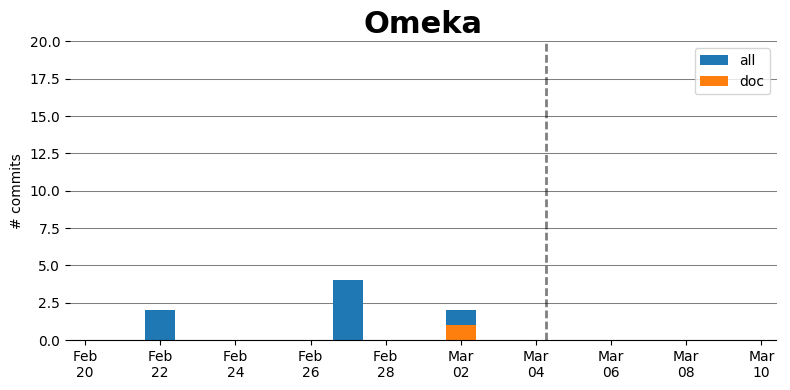 Omeka
20.0
17.5
15.0
12.5
10.0
7.5
5.0
2.5
0.0
# commits
all
doc
Feb Feb Feb Feb Feb Mar Mar Mar Mar Mar
20 22 24 26 28 02 04 06 08 10